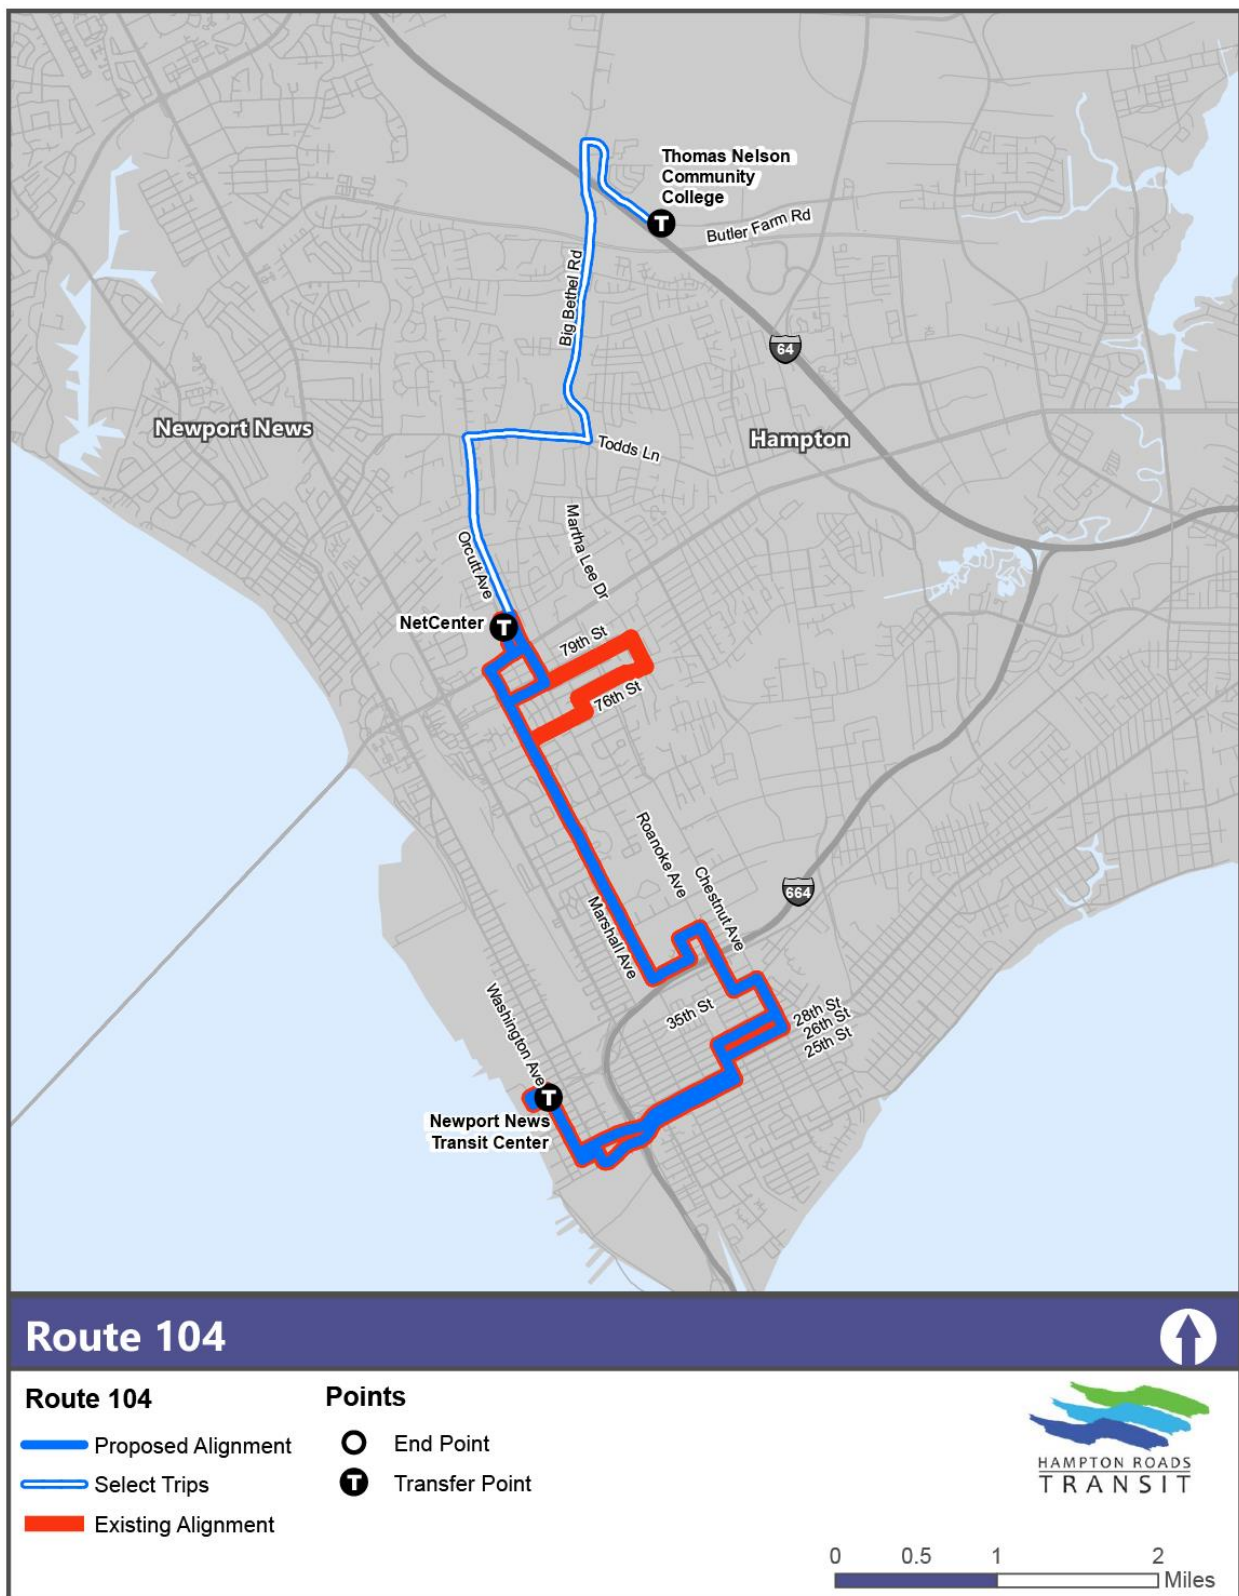 Thomas Nelson
Community
College
T
Butler Farm Rd
Big Bethel Rd
64
Newport News
Hampton
Todds Ln
Martha Lee Dr
Orcutt Ave
NetCenter
T
79th St
76th St
Roanoke Ave
Chestnut Ave
664
Marshall Ave
Washington Ave
35th St
28th St
26th St
25th St
T
Newport News
Transit Center
Route 104
Route 104
Proposed Alignment
Select Trips
Existing Alignment
Points
End Point
T Transfer Point
HAMPTON ROADS
TRANSIT
0 0.5 1 2
Miles